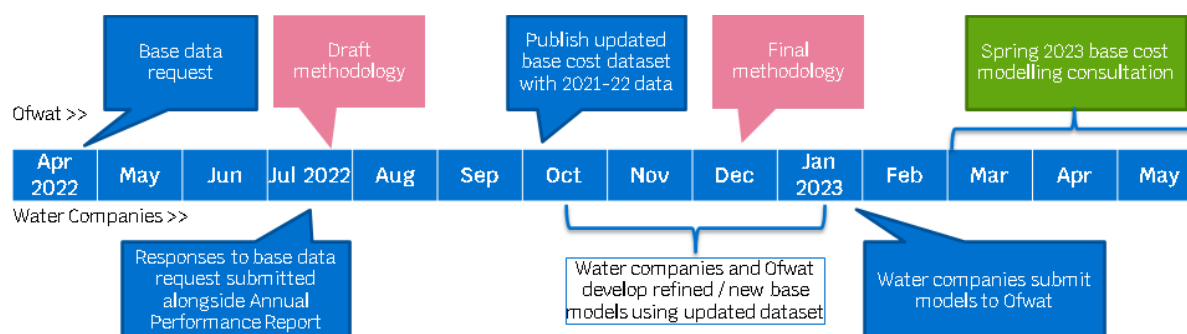 Base data
request
Draft
methodology
Publish updated
base cost dataset
with 2021-22 data
Final
methodology
Spring 2023 base cost
modelling consultation
Ofwat >>
Apr
2022
May
Jun
Jul 2022
Aug
Sep
Oct
Nov
Dec
Jan
2023
Feb
Mar
Apr
May
Water Companies >>
Responses to base data
request submitted
alongside Annual
Performance Report
Water companies and Ofwat
develop refined / new base
models using updated dataset
Water companies submit
models to Ofwat